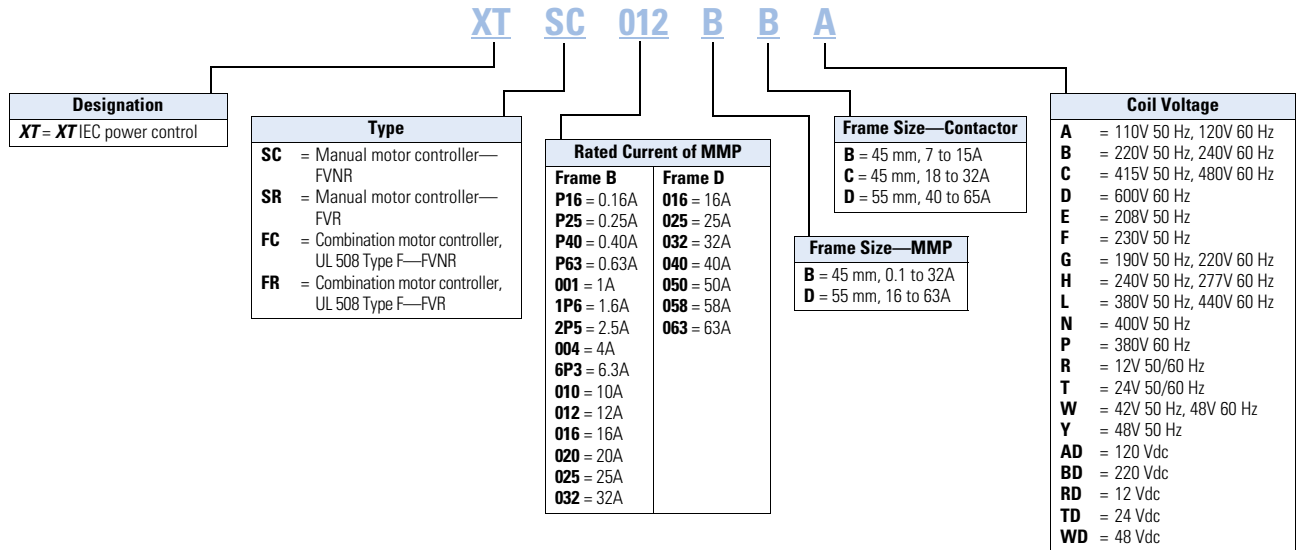 XT SC 012 B B A
Designation
XT = XT IEC power control
Type
SC = Manual motor controller—
FVNR
SR = Manual motor controller—
FVR
FC = Combination motor controller,
UL 508 Type F—FVNR
FR = Combination motor controller,
UL 508 Type F—FVR
Rated Current of MMP
Frame B
P16 = 0.16A
P25 = 0.25A
P40 = 0.40A
P63 = 0.63A
001 = 1A
1P6 = 1.6A
2P5 = 2.5A
004 = 4A
6P3 = 6.3A
010 = 10A
012 = 12A
016 = 16A
020 = 20A
025 = 25A
032 = 32A
Frame D
016 = 16A
025 = 25A
032 = 32A
040 = 40A
050 = 50A
058 = 58A
063 = 63A
Frame Size—MMP
B = 45 mm, 0.1 to 32A
D = 55 mm, 16 to 63A
Frame Size—Contactor
B = 45 mm, 7 to 15A
C = 45 mm, 18 to 32A
D = 55 mm, 40 to 65A
Coil Voltage
A = 110V 50 Hz, 120V 60 Hz
B = 220V 50 Hz, 240V 60 Hz
C = 415V 50 Hz, 480V 60 Hz
D = 600V 60 Hz
E = 208V 50 Hz
F = 230V 50 Hz
G = 190V 50 Hz, 220V 60 Hz
H = 240V 50 Hz, 277V 60 Hz
L = 380V 50 Hz, 440V 60 Hz
N = 400V 50 Hz
P = 380V 60 Hz
R = 12V 50/60 Hz
T = 24V 50/60 Hz
W = 42V 50 Hz, 48V 60 Hz
Y = 48V 50 Hz
AD = 120 Vdc
BD = 220 Vdc
RD = 12 Vdc
TD = 24 Vdc
WD = 48 Vdc